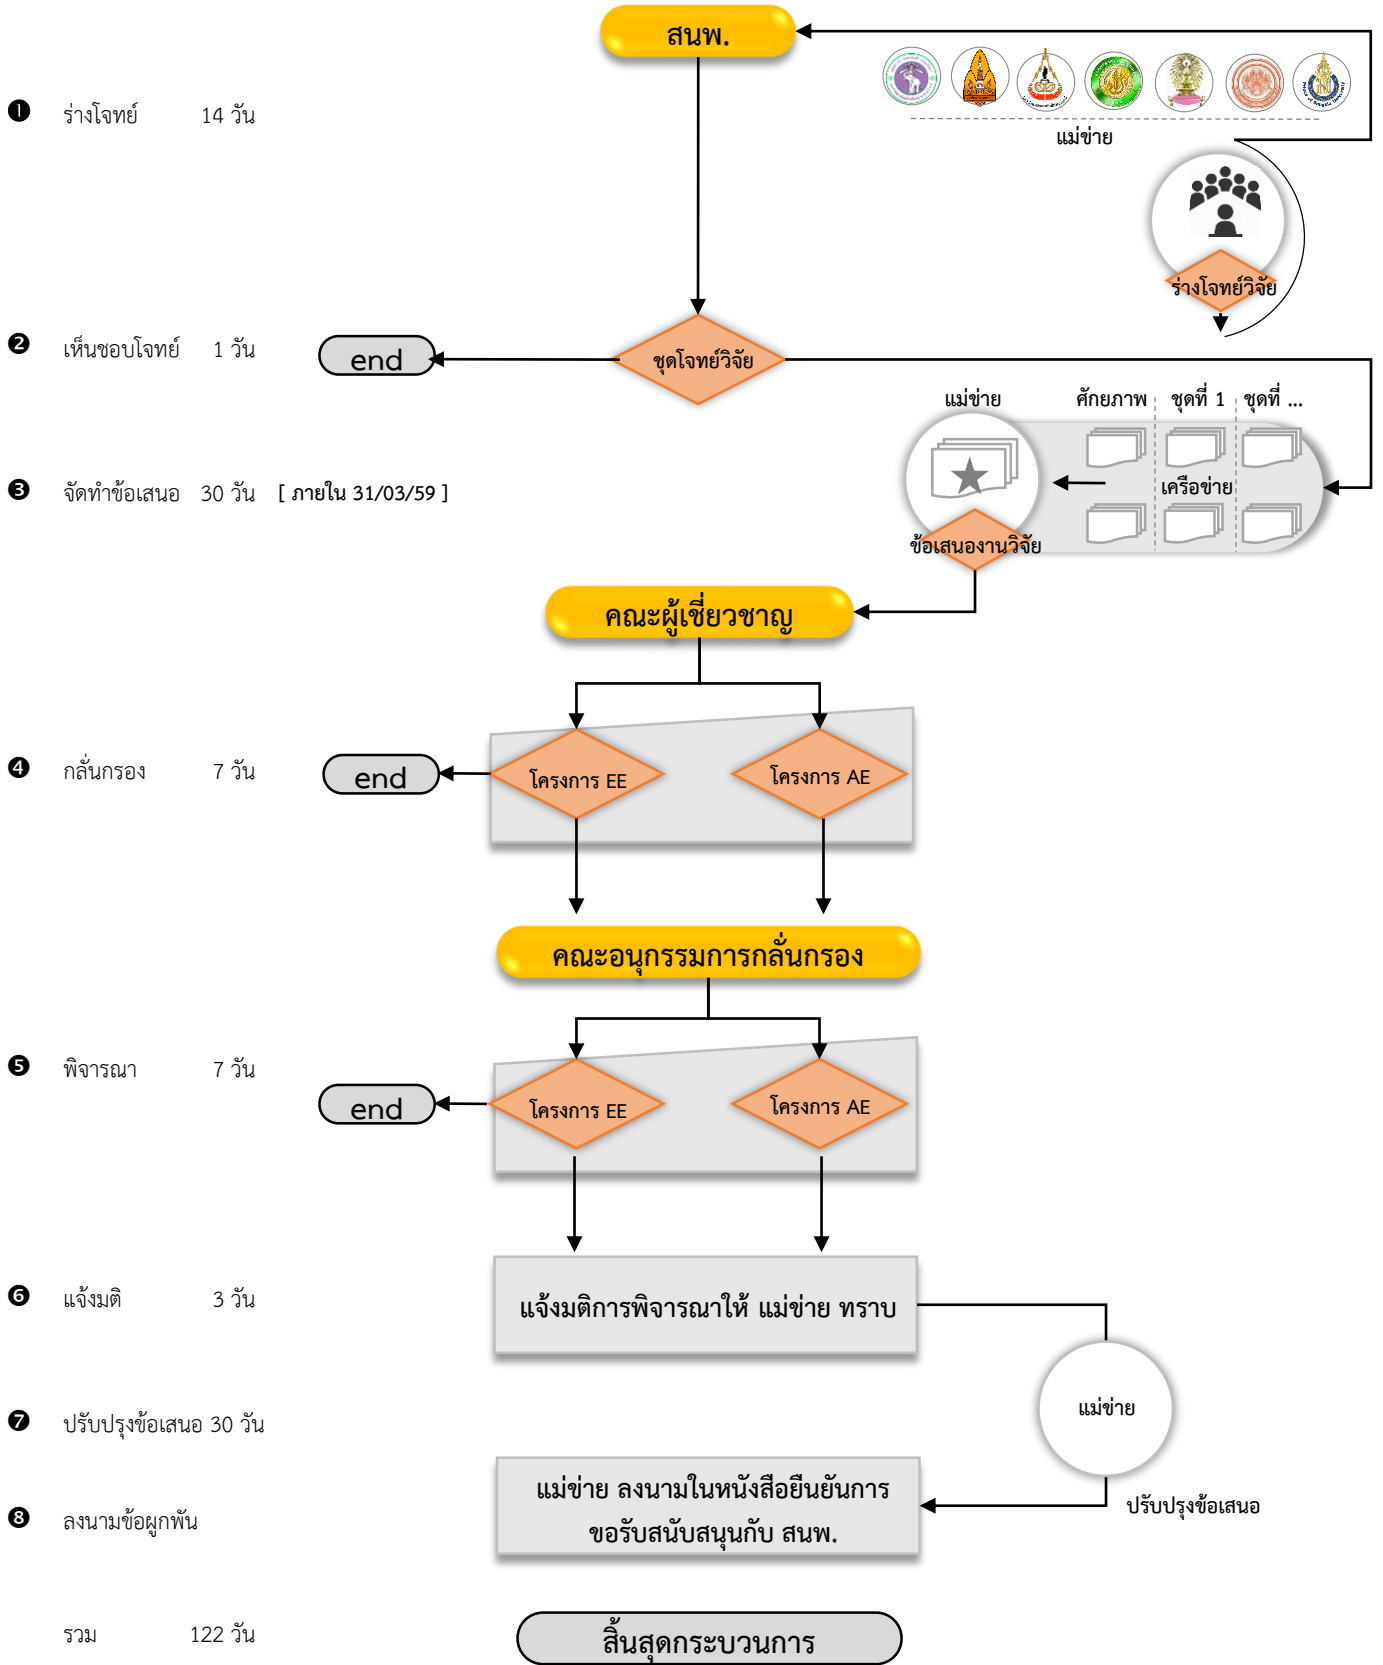 สนพ.
แม่ข่าย
❶ ร่างโจทย์ 14 วัน
ร่างโจทย์วิจัย
❷ เห็นชอบโจทย์ 1 วัน
end
ชุดโจทย์วิจัย
แม่ข่าย ศักยภาพ ชุดที่ 1 ชุดที่ ...
❸ จัดทำข้อเสนอ 30 วัน [ ภายใน 31/03/59 ]
เครือข่าย
ข้อเสนองานวิจัย
คณะผู้เชี่ยวชาญ
❹ กลั่นกรอง 7 วัน
end
โครงการ EE
โครงการ AE
คณะอนุกรรมการกลั่นกรอง
❺ พิจารณา 7 วัน
end
โครงการ EE
โครงการ AE
❻ แจ้งมติ 3 วัน
แจ้งมติการพิจารณาให้ แม่ข่าย ทราบ
แม่ข่าย
❼ ปรับปรุงข้อเสนอ 30 วัน
แม่ข่าย ลงนามในหนังสือยืนยันการ
ขอรับสนับสนุนกับ สนพ.
ปรับปรุงข้อเสนอ
❽ ลงนามข้อผูกพัน
รวม 122 วัน
สิ้นสุดกระบวนการ